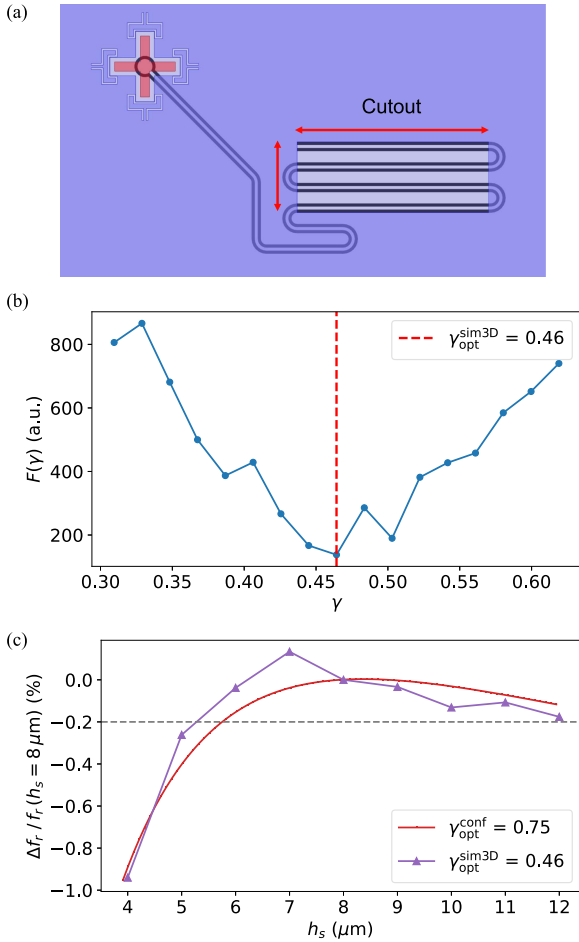 (a)
Cutout
(b)
F(γ) (a.u.)
800
600
400
200
γ_opt^sim3D = 0.46
0.30 0.35 0.40 0.45 0.50 0.55 0.60
γ
(c)
Δf_r / f_r (h_s = 8 μm) (%)
0.0
−0.2
−0.4
−0.6
−0.8
−1.0
γ_opt^conf = 0.75
γ_opt^sim3D = 0.46
4 5 6 7 8 9 10 11 12
h_s (μm)